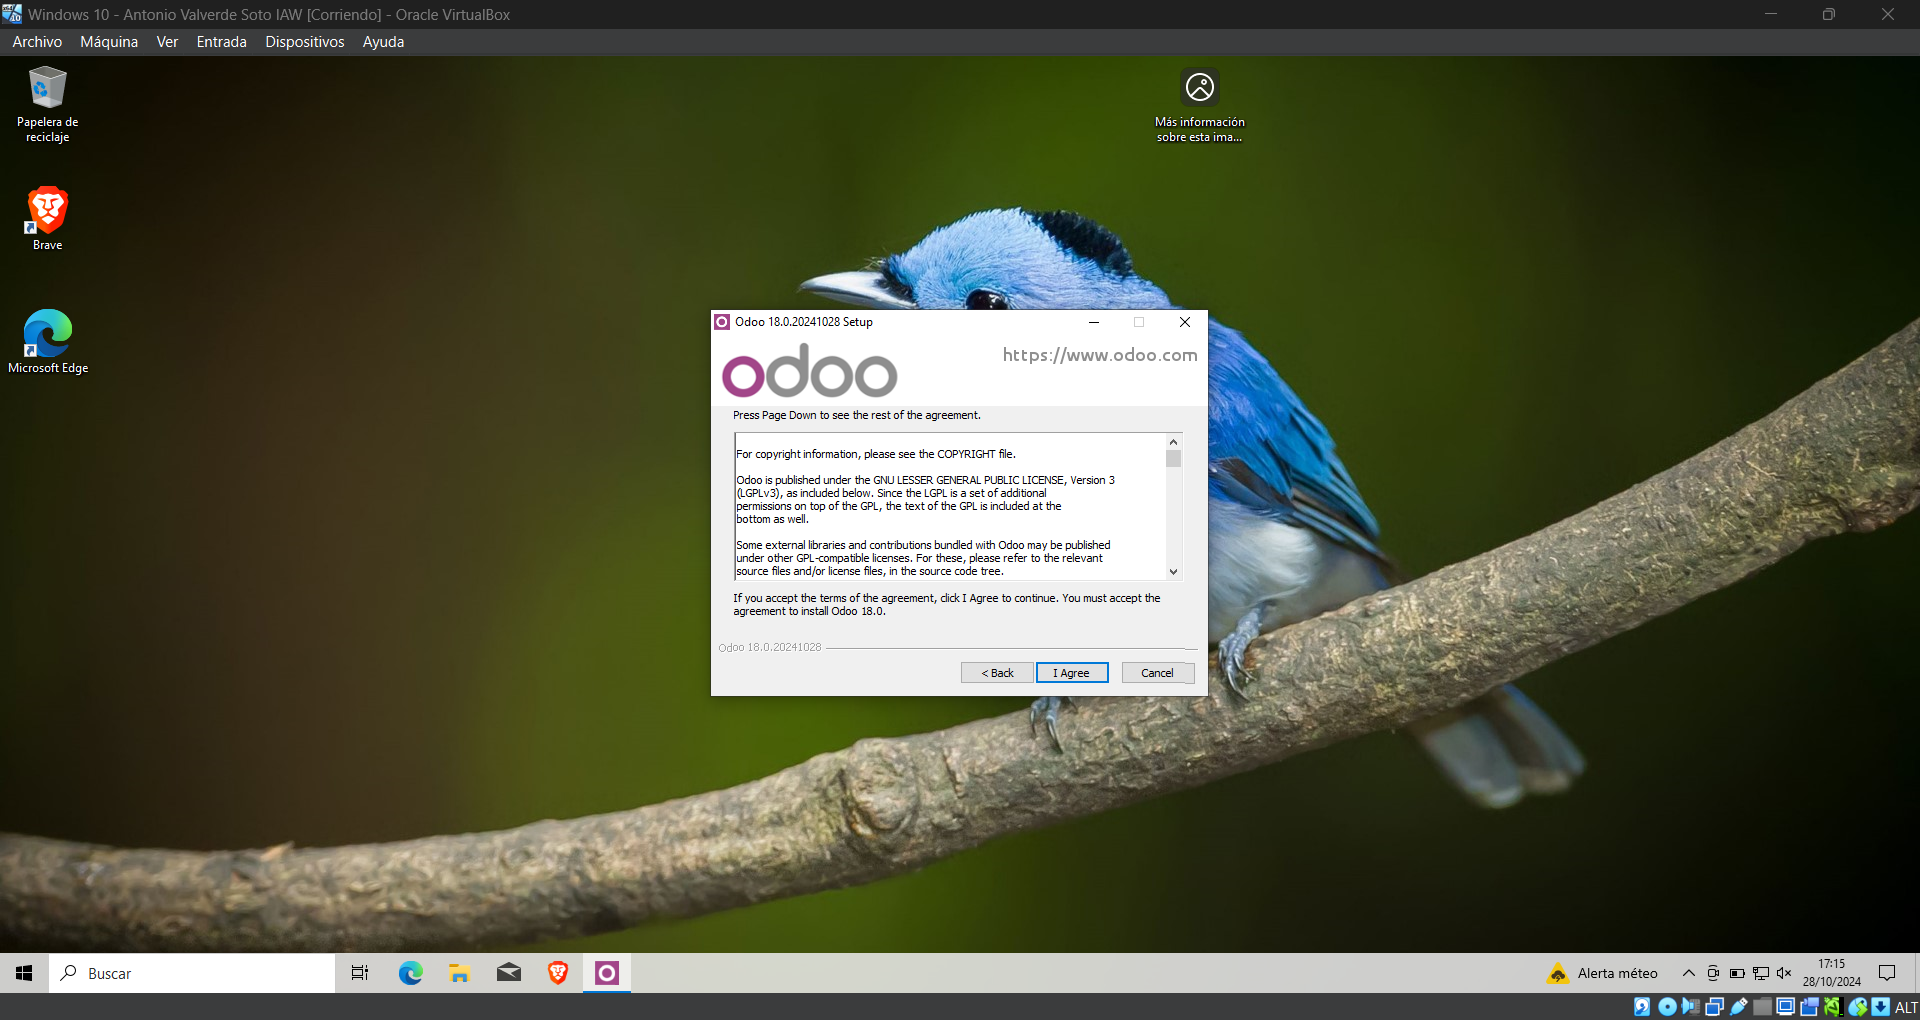 Windows 10 - Antonio Valverde Soto IAW [Corriendo] - Oracle VirtualBox
Archivo Máquina Ver Entrada Dispositivos Ayuda
Papelera de
reciclaje
Más información
sobre esta ima...
Brave
Microsoft Edge
Odoo 18.0.20241028 Setup
odoo
https://www.odoo.com
Press Page Down to see the rest of the agreement.
For copyright information, please see the COPYRIGHT file.
Odoo is published under the GNU LESSER GENERAL PUBLIC LICENSE, Version 3
(LGPLv3), as included below. Since the LGPL is a set of additional
permissions on top of the GPL, the text of the GPL is included at the
bottom as well.
Some external libraries and contributions bundled with Odoo may be published
under other GPL-compatible licenses. For these, please refer to the relevant
source files and/or license files, in the source code tree.
If you accept the terms of the agreement, click I Agree to continue. You must accept the
agreement to install Odoo 18.0.
Odoo 18.0.20241028
< Back I Agree Cancel
Buscar
Alerta méteo
17:15
28/10/2024
ALT